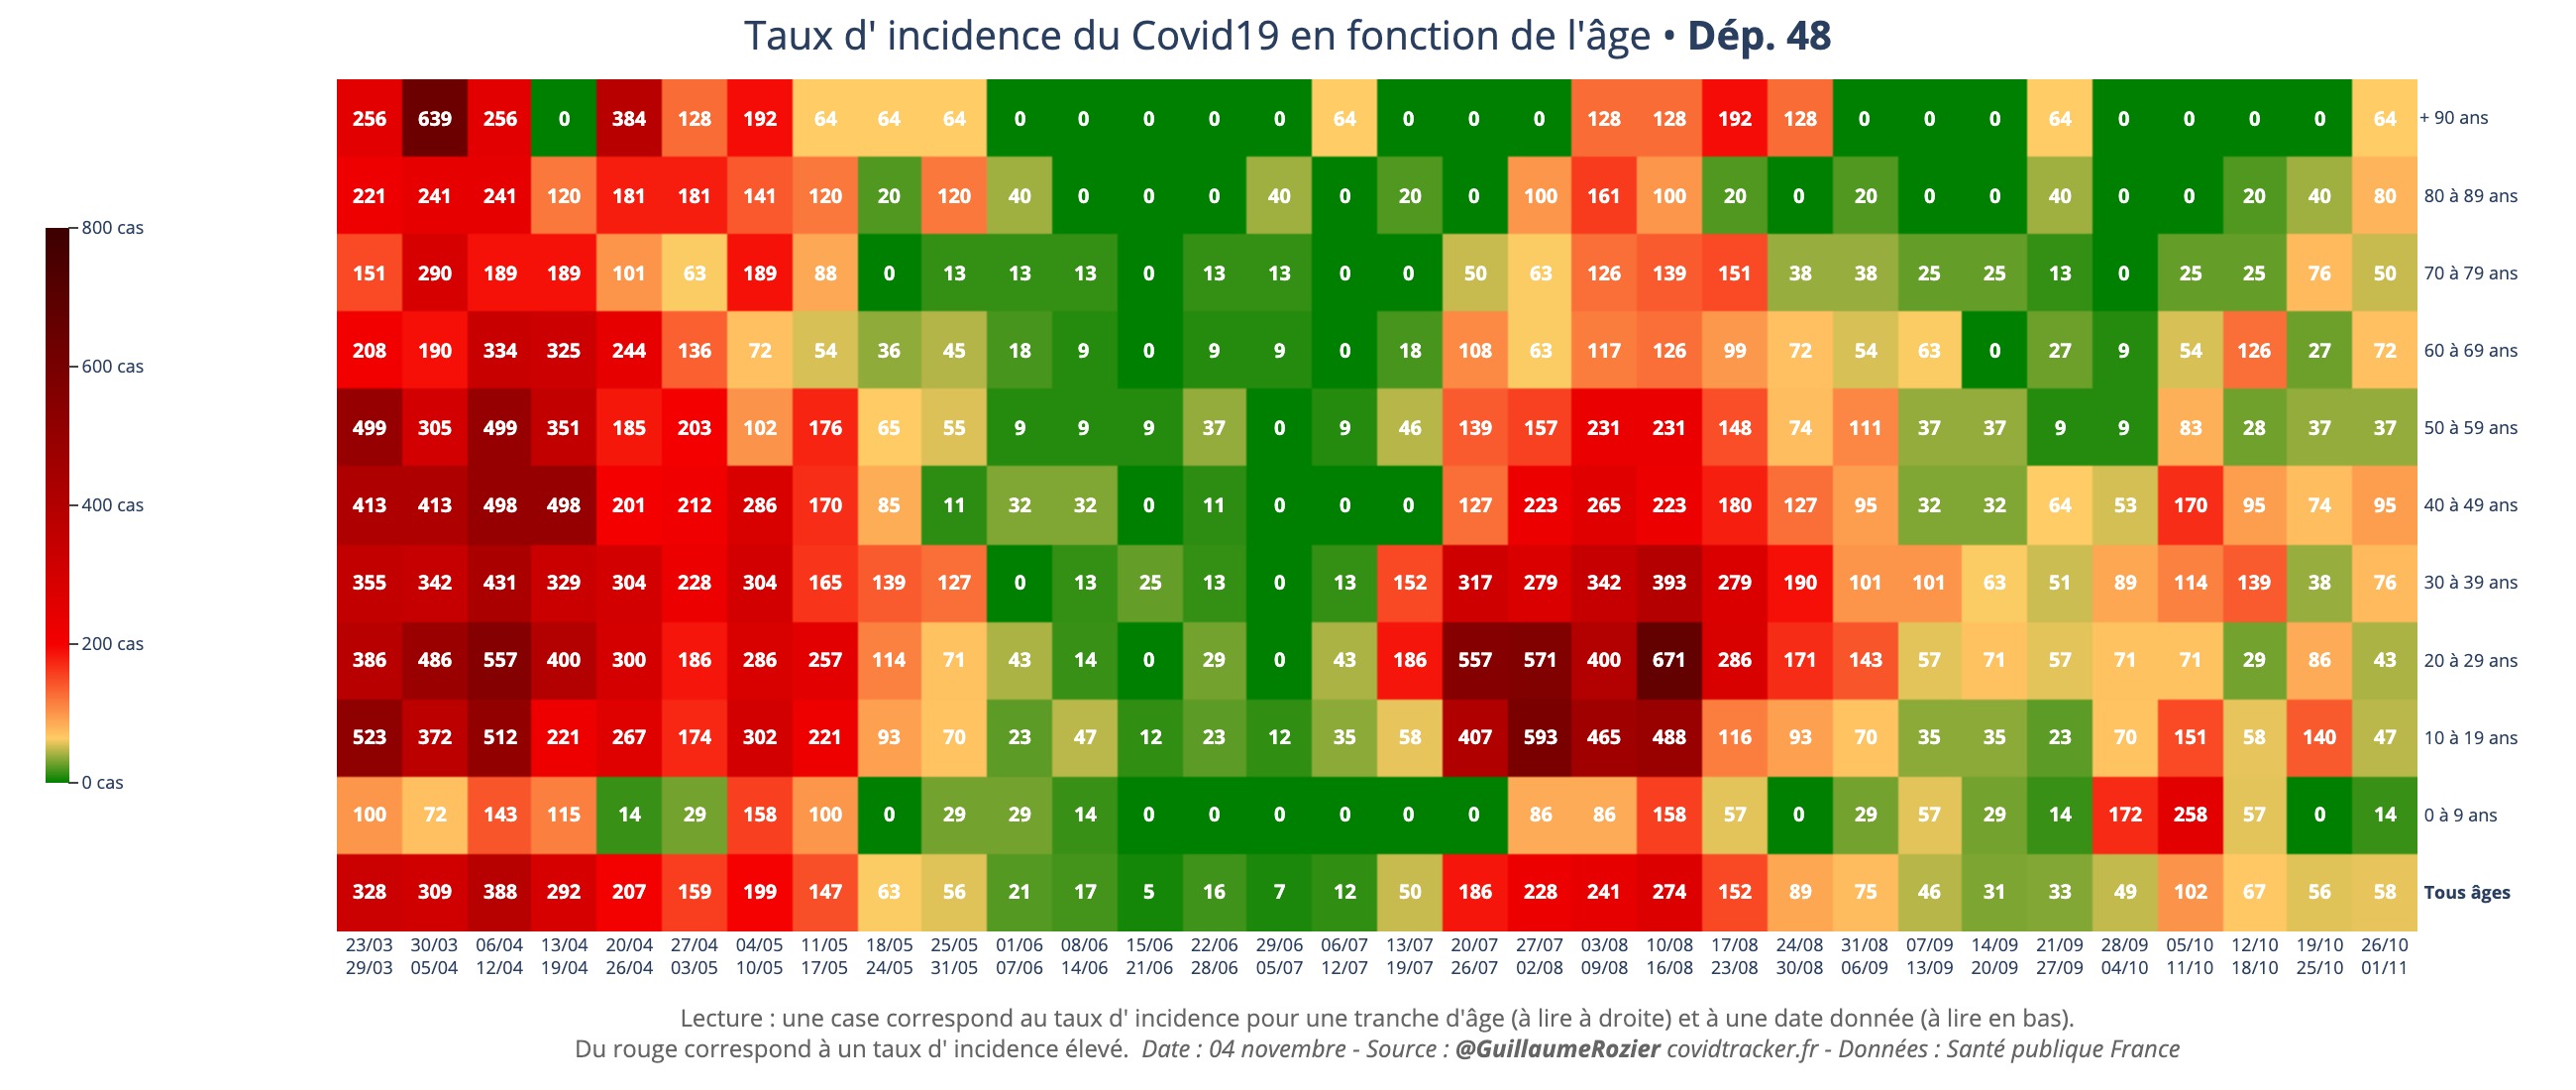 Taux d' incidence du Covid19 en fonction de l'âge • Dép. 48
800 cas
600 cas
400 cas
200 cas
0 cas
256 639 256 0 384 128 192 64 64 64 0 0 0 0 0 64 0 0 0 128 128 192 128 0 0 0 64 0 0 0 0 64 + 90 ans
221 241 241 120 181 181 141 120 20 120 40 0 0 0 40 0 20 0 100 161 100 20 0 20 0 0 40 0 0 20 40 80 80 à 89 ans
151 290 189 189 101 63 189 88 0 13 13 13 0 13 13 0 0 50 63 126 139 151 38 38 25 25 13 0 25 25 76 50 70 à 79 ans
208 190 334 325 244 136 72 54 36 45 18 9 0 9 9 0 18 108 63 117 126 99 72 54 63 0 27 9 54 126 27 72 60 à 69 ans
499 305 499 351 185 203 102 176 65 55 9 9 9 37 0 9 46 139 157 231 231 148 74 111 37 37 9 9 83 28 37 37 50 à 59 ans
413 413 498 498 201 212 286 170 85 11 32 32 0 11 0 0 0 127 223 265 223 180 127 95 32 32 64 53 170 95 74 95 40 à 49 ans
355 342 431 329 304 228 304 165 139 127 0 13 25 13 0 13 152 317 279 342 393 279 190 101 101 63 51 89 114 139 38 76 30 à 39 ans
386 486 557 400 300 186 286 257 114 71 43 14 0 29 0 43 186 557 571 400 671 286 171 143 57 71 57 71 71 29 86 43 20 à 29 ans
523 372 512 221 267 174 302 221 93 70 23 47 12 23 12 35 58 407 593 465 488 116 93 70 35 35 23 70 151 58 140 47 10 à 19 ans
100 72 143 115 14 29 158 100 0 29 29 14 0 0 0 0 0 0 86 86 158 57 0 29 57 29 14 172 258 57 0 14 0 à 9 ans
328 309 388 292 207 159 199 147 63 56 21 17 5 16 7 12 50 186 228 241 274 152 89 75 46 31 33 49 102 67 56 58 Tous âges
23/03 30/03 06/04 13/04 20/04 27/04 04/05 11/05 18/05 25/05 01/06 08/06 15/06 22/06 29/06 06/07 13/07 20/07 27/07 03/08 10/08 17/08 24/08 31/08 07/09 14/09 21/09 28/09 05/10 12/10 19/10 26/10
29/03 05/04 12/04 19/04 26/04 03/05 10/05 17/05 24/05 31/05 07/06 14/06 21/06 28/06 05/07 12/07 19/07 26/07 02/08 09/08 16/08 23/08 30/08 06/09 13/09 20/09 27/09 04/10 11/10 18/10 25/10 01/11
Lecture : une case correspond au taux d' incidence pour une tranche d'âge (à lire à droite) et à une date donnée (à lire en bas).
Du rouge correspond à un taux d' incidence élevé. Date : 04 novembre - Source : @GuillaumeRozier covidtracker.fr - Données : Santé publique France